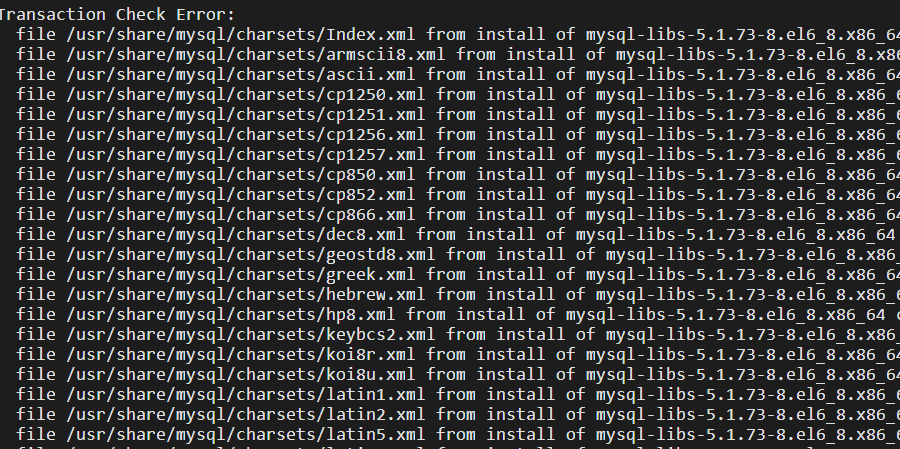 Transaction Check Error:
file /usr/share/mysql/charsets/Index.xml from install of mysql-libs-5.1.73-8.el6_8.x86_64
file /usr/share/mysql/charsets/armscii8.xml from install of mysql-libs-5.1.73-8.el6_8.x8
file /usr/share/mysql/charsets/ascii.xml from install of mysql-libs-5.1.73-8.el6_8.x86_64
file /usr/share/mysql/charsets/cp1250.xml from install of mysql-libs-5.1.73-8.el6_8.x86_6
file /usr/share/mysql/charsets/cp1251.xml from install of mysql-libs-5.1.73-8.el6_8.x86_6
file /usr/share/mysql/charsets/cp1256.xml from install of mysql-libs-5.1.73-8.el6_8.x86_6
file /usr/share/mysql/charsets/cp1257.xml from install of mysql-libs-5.1.73-8.el6_8.x86_6
file /usr/share/mysql/charsets/cp850.xml from install of mysql-libs-5.1.73-8.el6_8.x86_64
file /usr/share/mysql/charsets/cp852.xml from install of mysql-libs-5.1.73-8.el6_8.x86_64
file /usr/share/mysql/charsets/cp866.xml from install of mysql-libs-5.1.73-8.el6_8.x86_64
file /usr/share/mysql/charsets/dec8.xml from install of mysql-libs-5.1.73-8.el6_8.x86_64
file /usr/share/mysql/charsets/geostd8.xml from install of mysql-libs-5.1.73-8.el6_8.x86_
file /usr/share/mysql/charsets/greek.xml from install of mysql-libs-5.1.73-8.el6_8.x86_64
file /usr/share/mysql/charsets/hebrew.xml from install of mysql-libs-5.1.73-8.el6_8.x86_6
file /usr/share/mysql/charsets/hp8.xml from install of mysql-libs-5.1.73-8.el6_8.x86_64
file /usr/share/mysql/charsets/keybcs2.xml from install of mysql-libs-5.1.73-8.el6_8.x86_
file /usr/share/mysql/charsets/koi8r.xml from install of mysql-libs-5.1.73-8.el6_8.x86_64
file /usr/share/mysql/charsets/koi8u.xml from install of mysql-libs-5.1.73-8.el6_8.x86_64
file /usr/share/mysql/charsets/latin1.xml from install of mysql-libs-5.1.73-8.el6_8.x86_6
file /usr/share/mysql/charsets/latin2.xml from install of mysql-libs-5.1.73-8.el6_8.x86_6
file /usr/share/mysql/charsets/latin5.xml from install of mysql-libs-5.1.73-8.el6_8.x86_6